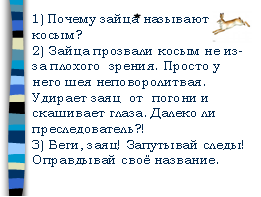 1) Почему зайца называют
косым?
2) Зайца прозвали косым не из-
за плохого зрения. Просто у
него шея неповоротливая.
Удирает заяц от погони и
скашивает глаза. Далеко ли
преследователь?!
3) Беги, заяц! Запутывай следы!
Оправдывай своё название.